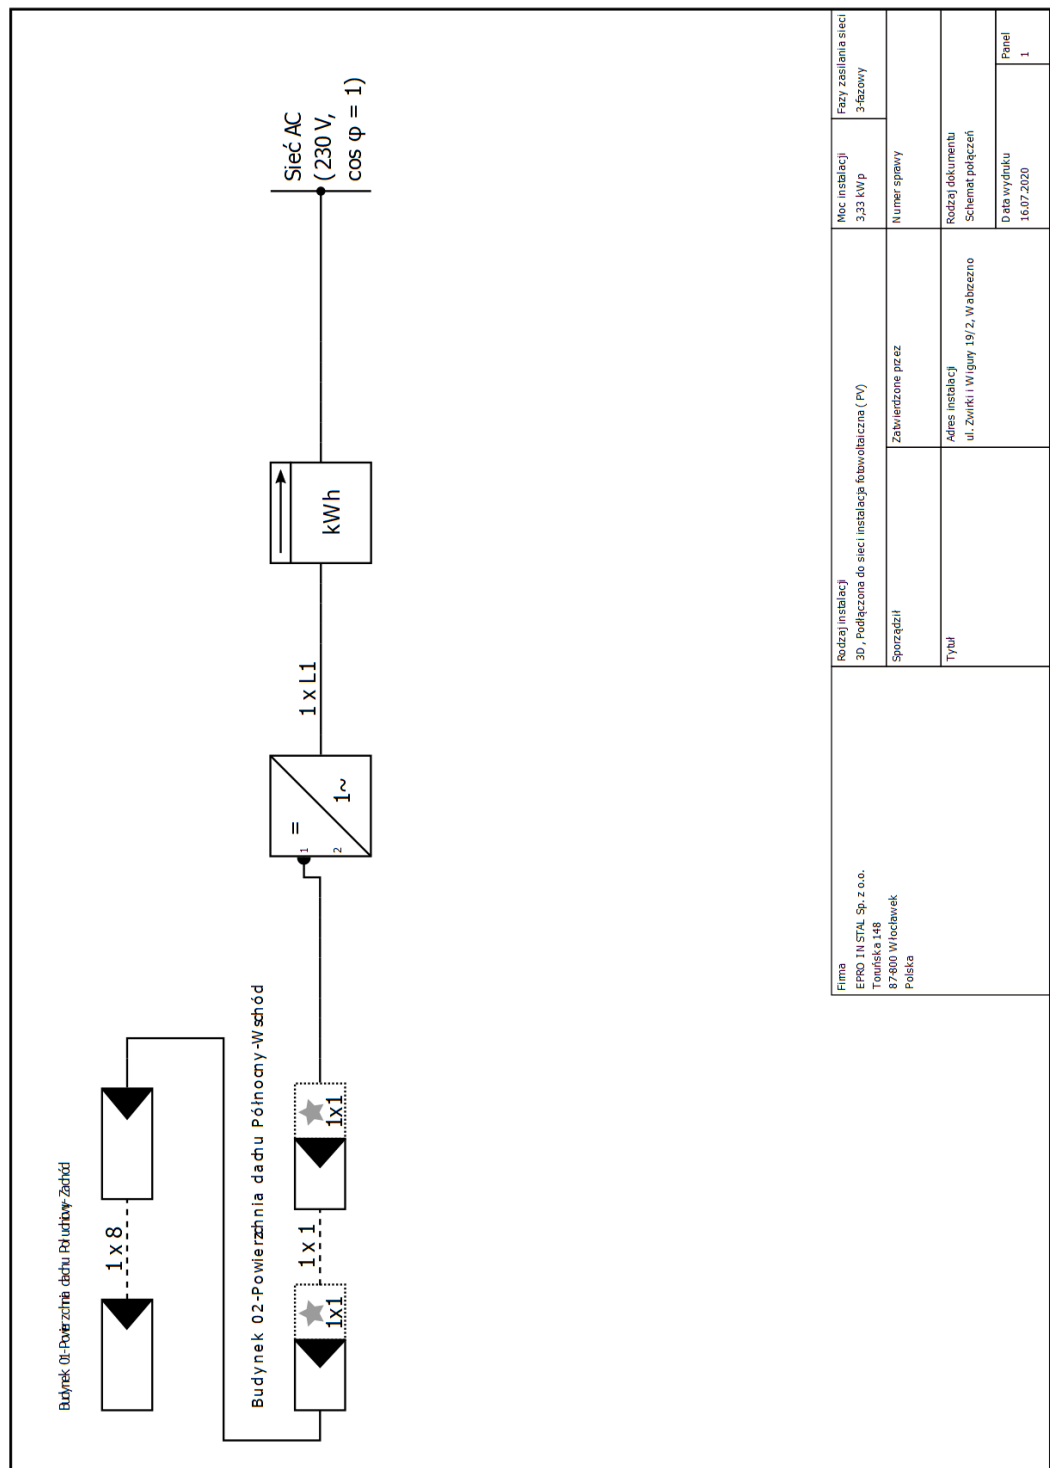 Budynek 01-Powierzchnia dachu Południowy-Zachód
1 x 8
Budynek 02-Powierzchnia dachu Północny-Wschód
1x1
1 x 1
1x1
=
1
2
1~
1 x L1
kWh
Sieć AC
(230 V,
cos φ = 1)
Firma
EPRO INSTAL Sp. z o.o.
Toruńska 148
87-800 Włocławek
Polska
Rodzaj instalacji
3D, Podłączona do sieci instalacja fotowoltaiczna (PV)
Moc instalacji
3,33 kWp
Fazy zasilania sieci
3-fazowy
Sporządził
Zatwierdzone przez
Numer sprawy
Tytuł
Adres instalacji
ul. Zwirki i Wigury 19/2, Wabrzezno
Rodzaj dokumentu
Schemat połączeń
Data wydruku
16.07.2020
Panel
1